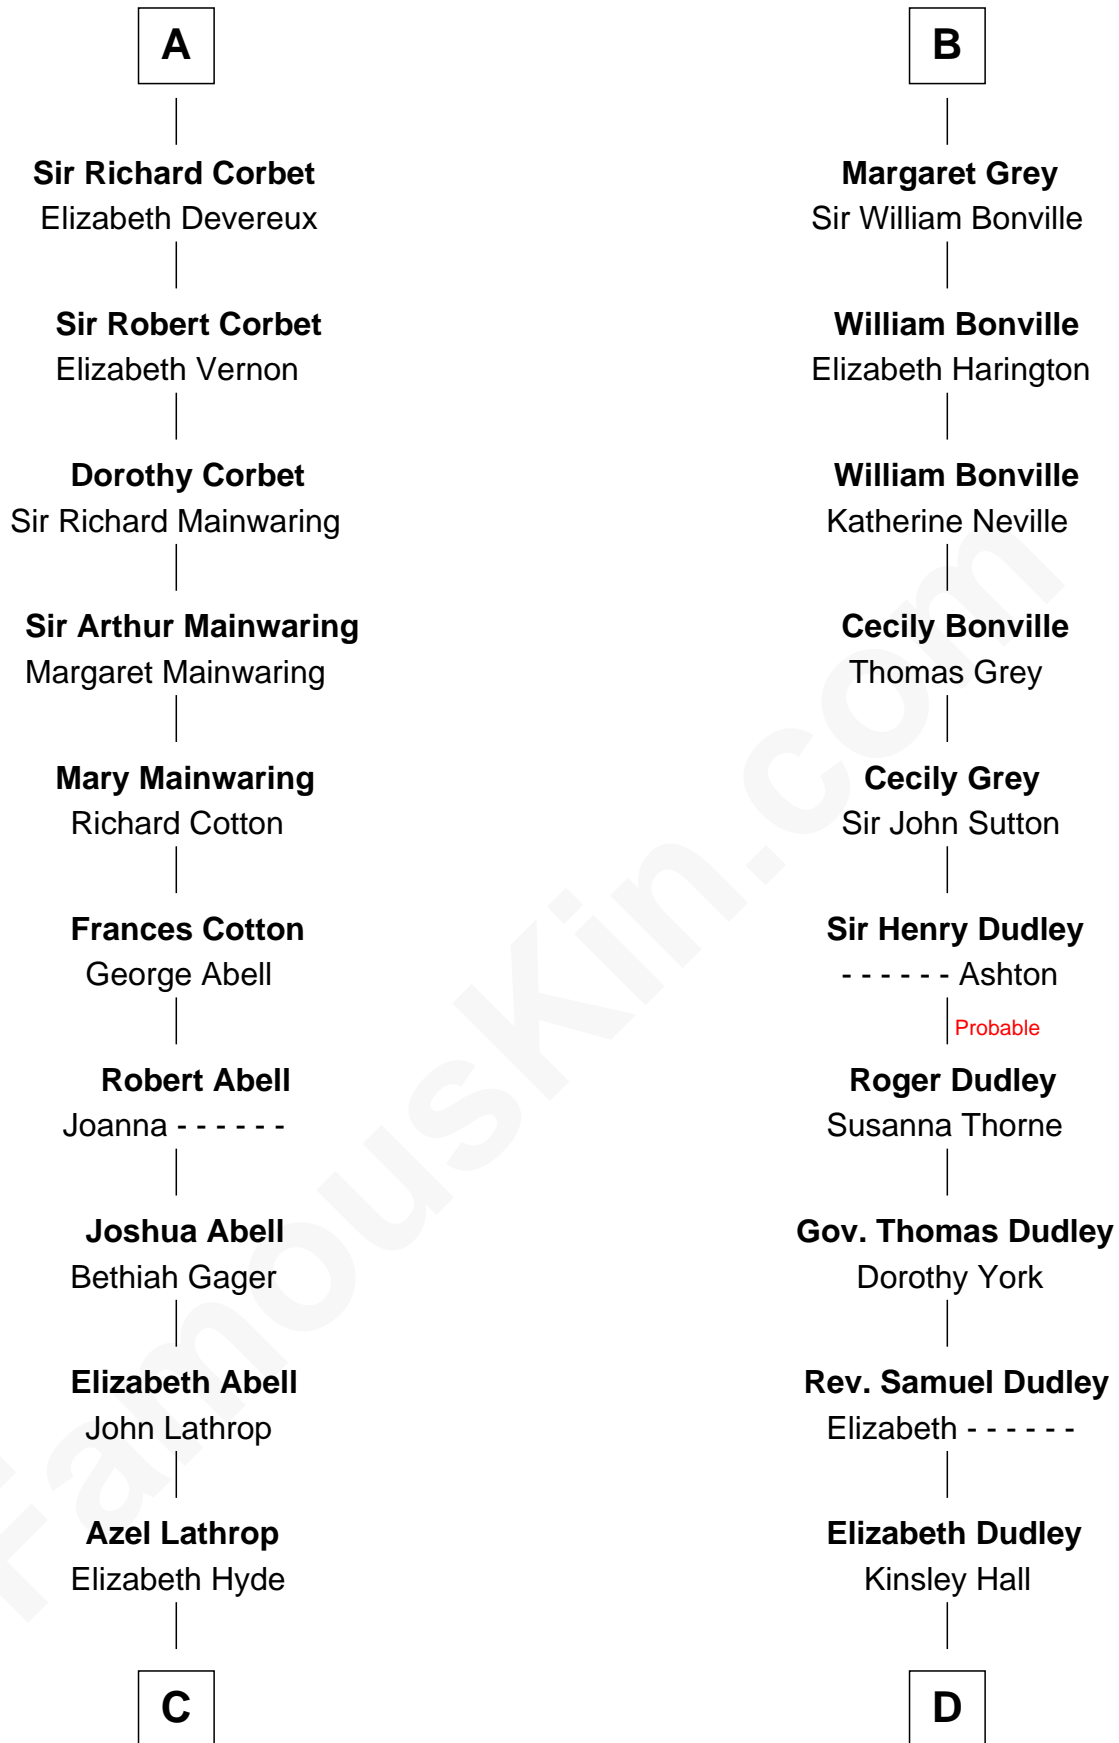 A
Sir Richard Corbet
Elizabeth Devereux
Sir Robert Corbet
Elizabeth Vernon
Dorothy Corbet
Sir Richard Mainwaring
Sir Arthur Mainwaring
Margaret Mainwaring
Mary Mainwaring
Richard Cotton
Frances Cotton
George Abell
Robert Abell
Joanna - - - - - -
Joshua Abell
Bethiah Gager
Elizabeth Abell
John Lathrop
Azel Lathrop
Elizabeth Hyde
C
B
Margaret Grey
Sir William Bonville
William Bonville
Elizabeth Harington
William Bonville
Katherine Neville
Cecily Bonville
Thomas Grey
Cecily Grey
Sir John Sutton
Sir Henry Dudley
- - - - - - Ashton
Probable
Roger Dudley
Susanna Thorne
Gov. Thomas Dudley
Dorothy York
Rev. Samuel Dudley
Elizabeth - - - - - -
Elizabeth Dudley
Kinsley Hall
D
FamousKin.com